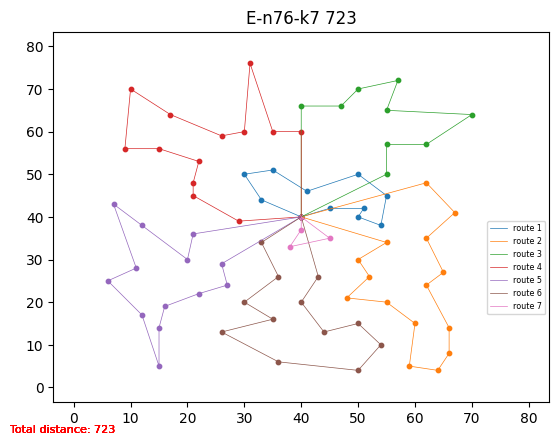 E-n76-k7 723
80
70
60
50
40
30
20
10
0
route 1
route 2
route 3
route 4
route 5
route 6
route 7
0 10 20 30 40 50 60 70 80
Total distance: 723